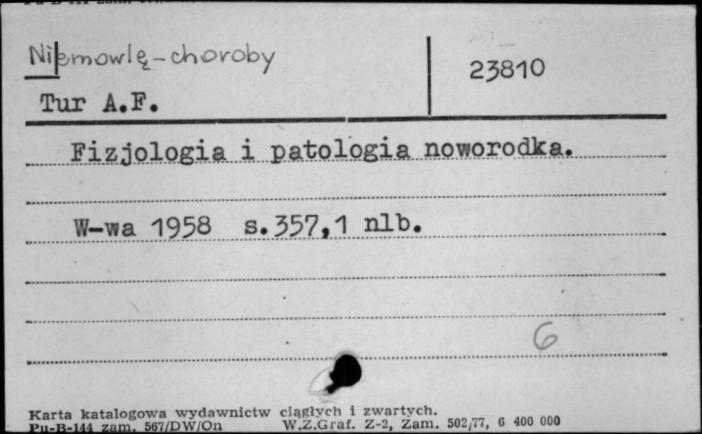 Niemowlę-choroby
23810
Tur A.F.
Fizjologia i patologia noworodka.
W-wa 1958 s.357,1 nlb.
6
Karta katalogowa wydawnictw ciągłych i zwartych.
Pu-B-144 zam. 567/DW/On W.Z.Graf. Z-2, Zam. 502/77, 6 400 000